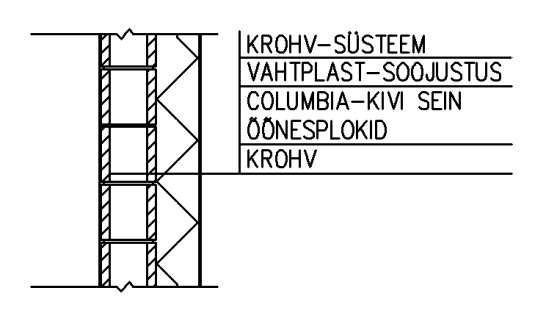 KROHV-SÜSTEEM
VAHTPLAST-SOOJUSTUS
COLUMBIA-KIVI SEIN
ÕÕNESPLOKID
KROHV